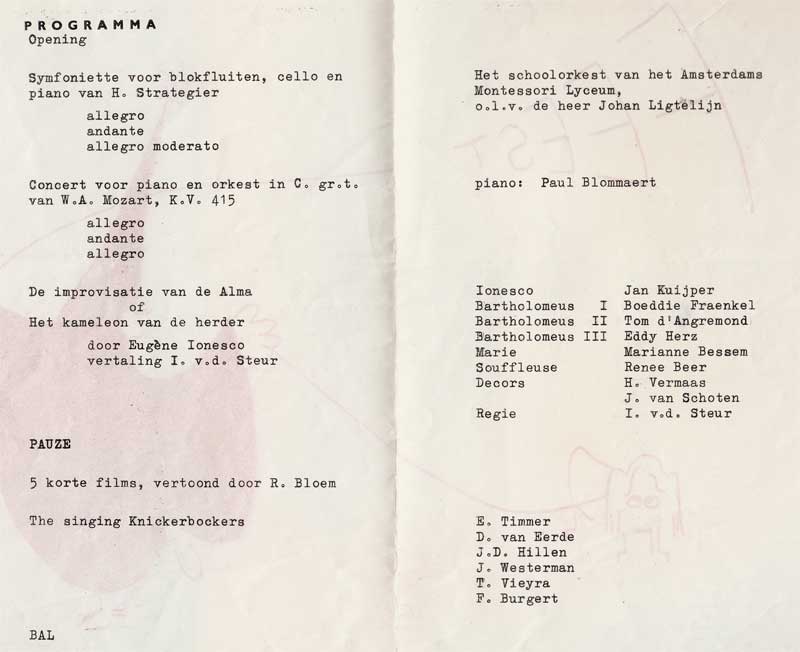 PROGRAMMA
Opening
Symfoniette voor blokfluiten, cello en
piano van H. Strategier
allegro
andante
allegro moderato
Het schoolorkest van het Amsterdams
Montessori Lyceum,
o.l.v. de heer Johan Ligtelijn
Concert voor piano en orkest in C. gr.t.
van W.A. Mozart, K.V. 415
allegro
andante
allegro
piano: Paul Blommaert
De improvisatie van de Alma
of
Het kameleon van de herder
door Eugène Ionesco
vertaling I. v.d. Steur
Ionesco Jan Kuijper
Bartholomeus I Boeddie Fraenkel
Bartholomeus II Tom d'Angremond
Bartholomeus III Eddy Herz
Marie Marianne Bessem
Souffleuse Renee Beer
Decors H. Vermaas
J. van Schoten
Regie I. v.d. Steur
PAUZE
5 korte films, vertoond door R. Bloem
The singing Knickerbockers
E. Timmer
D. van Eerde
J.D. Hillen
J. Westerman
T. Vieyra
F. Burgert
BAL